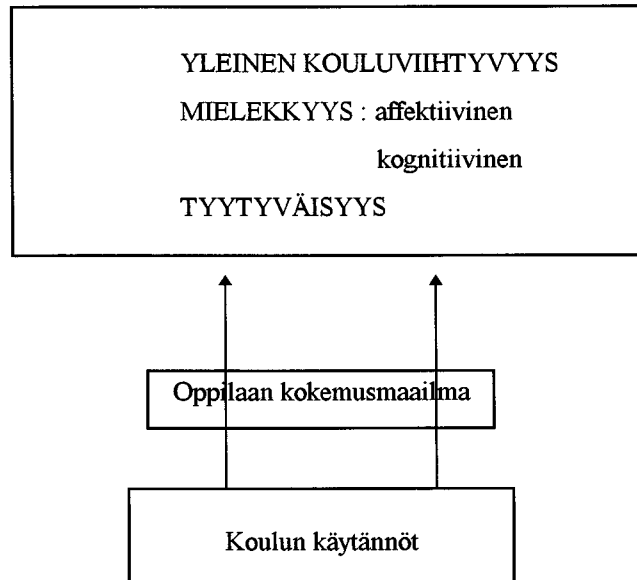 YLEINEN KOULUVIIHTYVYYS
MIELEKKYYS : affektiivinen
kognitiivinen
TYYTYVÄISYYS
Oppilaan kokemusmaailma
Koulun käytännöt